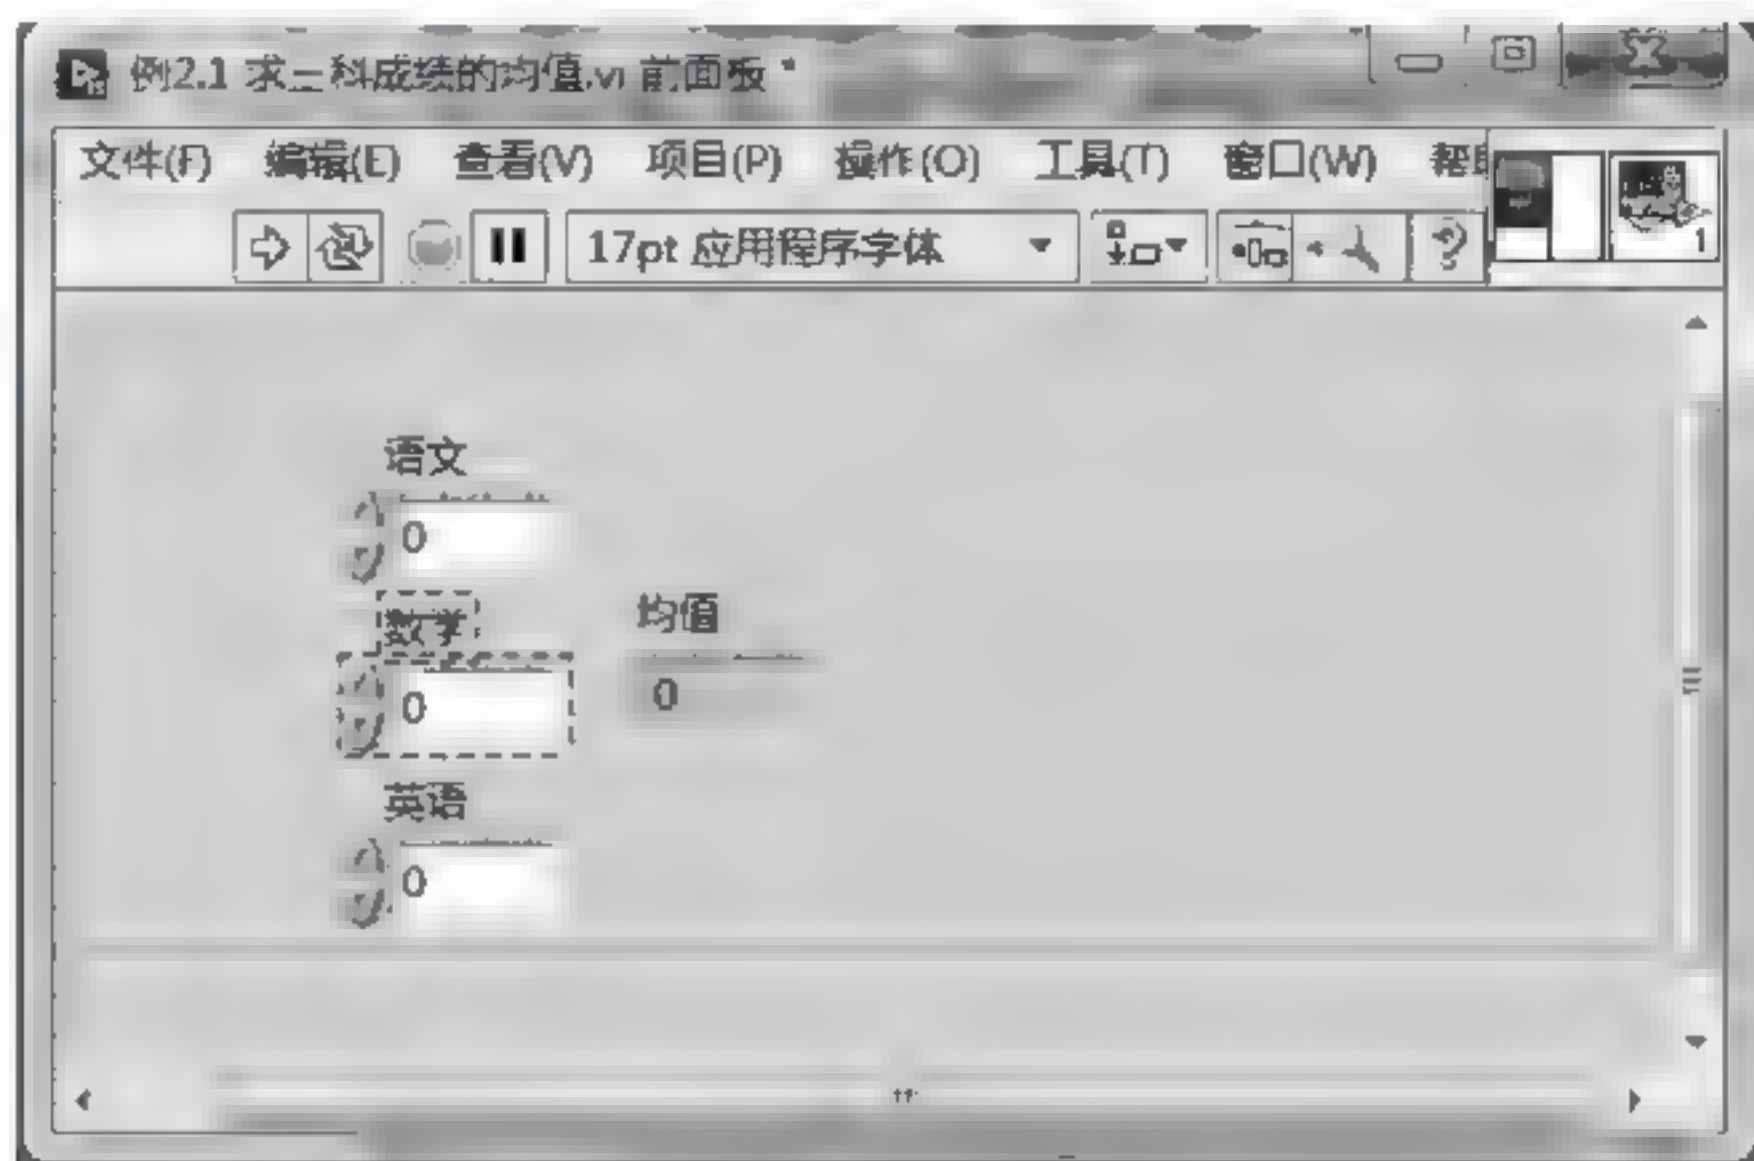 例2.1 求三科成绩的均值.vi 前面板 *
文件(F) 编辑(E) 查看(V) 项目(P) 操作(O) 工具(T) 窗口(W)
17pt 应用程序字体
1
语文
0
数学
均值
0
0
英语
0